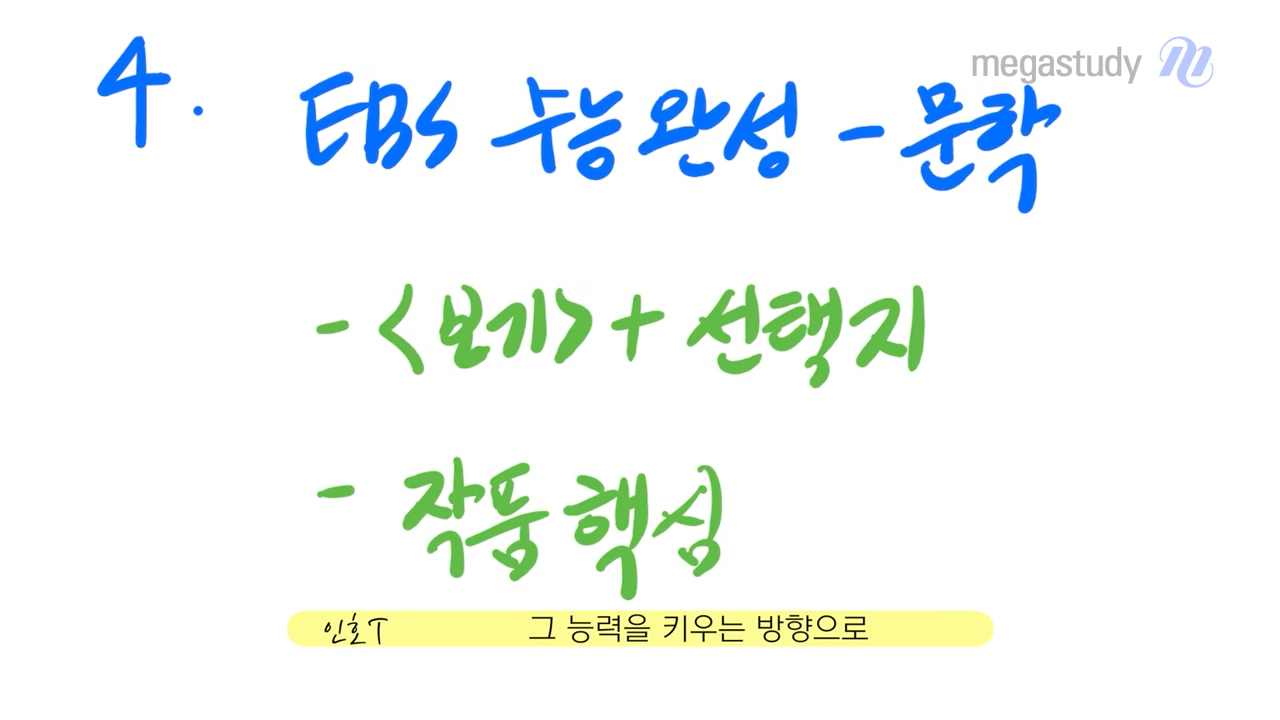 megastudy
4. EBS 수능완성 - 문학
- <보기> + 선택지
- 작품 핵심
인호T 그 능력을 키우는 방향으로